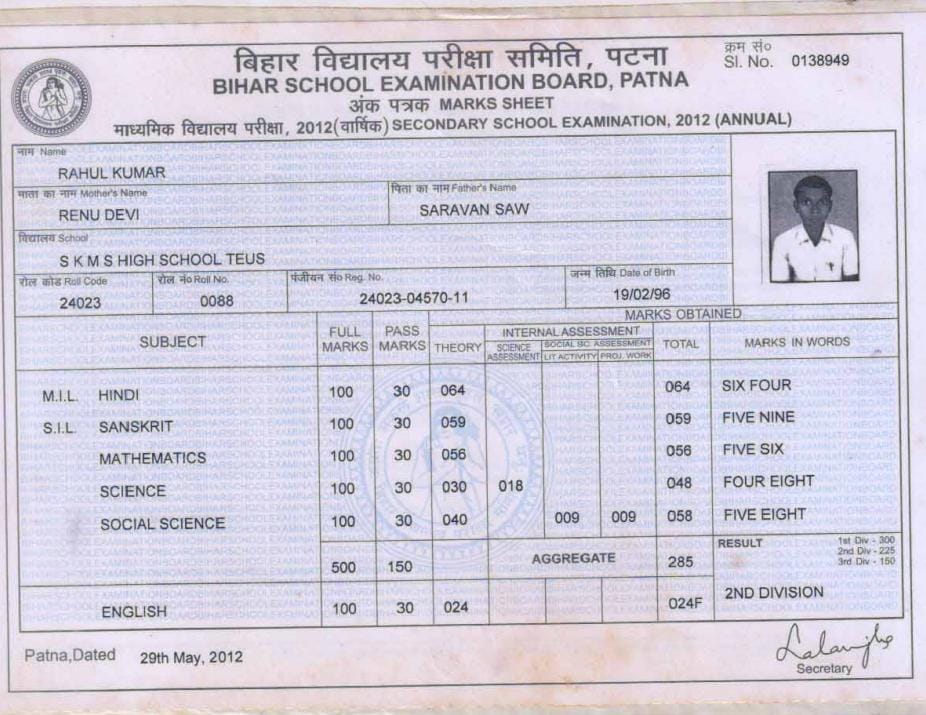 बिहार विद्यालय परीक्षा समिति, पटना
क्रम सं०
BIHAR SCHOOL EXAMINATION BOARD, PATNA
Sl. No. 0138949
अंक पत्रक MARKS SHEET
माध्यमिक विद्यालय परीक्षा, 2012(वार्षिक) SECONDARY SCHOOL EXAMINATION, 2012 (ANNUAL)
नाम Name
RAHUL KUMAR
माता का नाम Mother's Name पिता का नाम Father's Name
RENU DEVI SARAVAN SAW
विद्यालय School
S K M S HIGH SCHOOL TEUS
रोल कोड Roll Code रोल नं० Roll No. पंजीयन सं० Reg. No. जन्म तिथि Date of Birth
24023 0088 24023-04570-11 19/02/96
MARKS OBTAINED
SUBJECT FULL MARKS PASS MARKS THEORY INTERNAL ASSESSMENT TOTAL MARKS IN WORDS
SCIENCE ASSESSMENT SOCIAL SC. ASSESSMENT
LIT ACTIVITY PROJ. WORK
M.I.L. HINDI 100 30 064 064 SIX FOUR
S.I.L. SANSKRIT 100 30 059 059 FIVE NINE
MATHEMATICS 100 30 056 056 FIVE SIX
SCIENCE 100 30 030 018 048 FOUR EIGHT
SOCIAL SCIENCE 100 30 040 009 009 058 FIVE EIGHT
500 150 AGGREGATE 285 RESULT 1st Div - 300
2nd Div - 225
3rd Div - 150
ENGLISH 100 30 024 024F 2ND DIVISION
Patna,Dated 29th May, 2012
Secretary